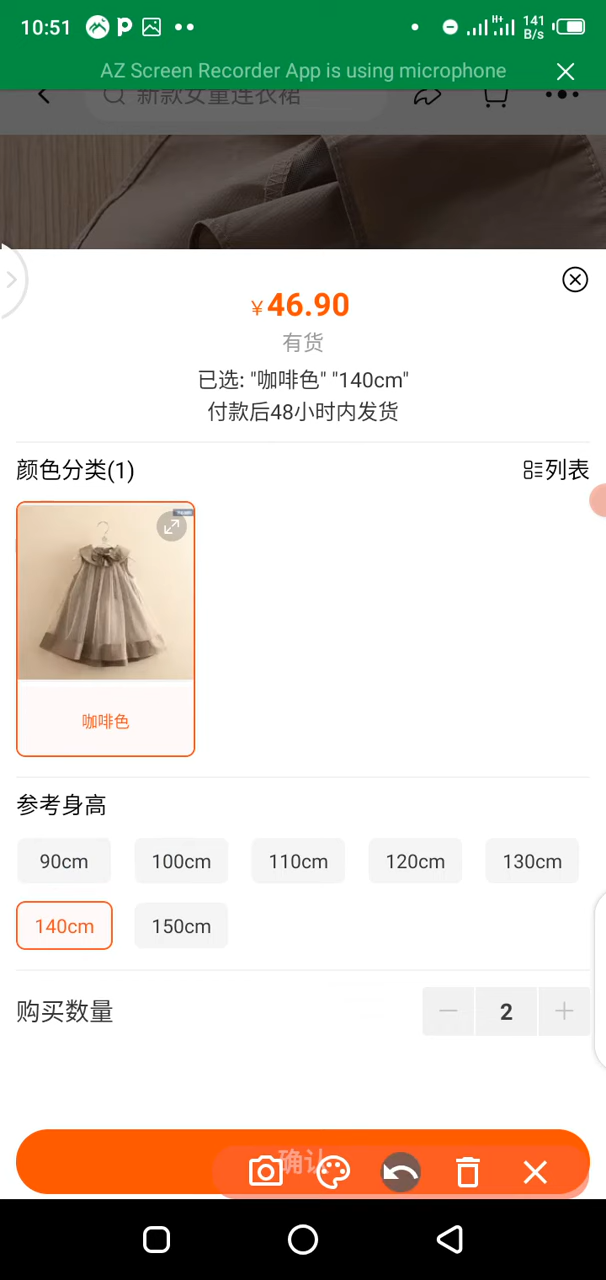 10:51
141
B/s
AZ Screen Recorder App is using microphone
新款女童连衣裙
¥46.90
有货
已选: "咖啡色" "140cm"
付款后48小时内发货
颜色分类(1)
列表
咖啡色
参考身高
90cm 100cm 110cm 120cm 130cm
140cm 150cm
购买数量
2
确认